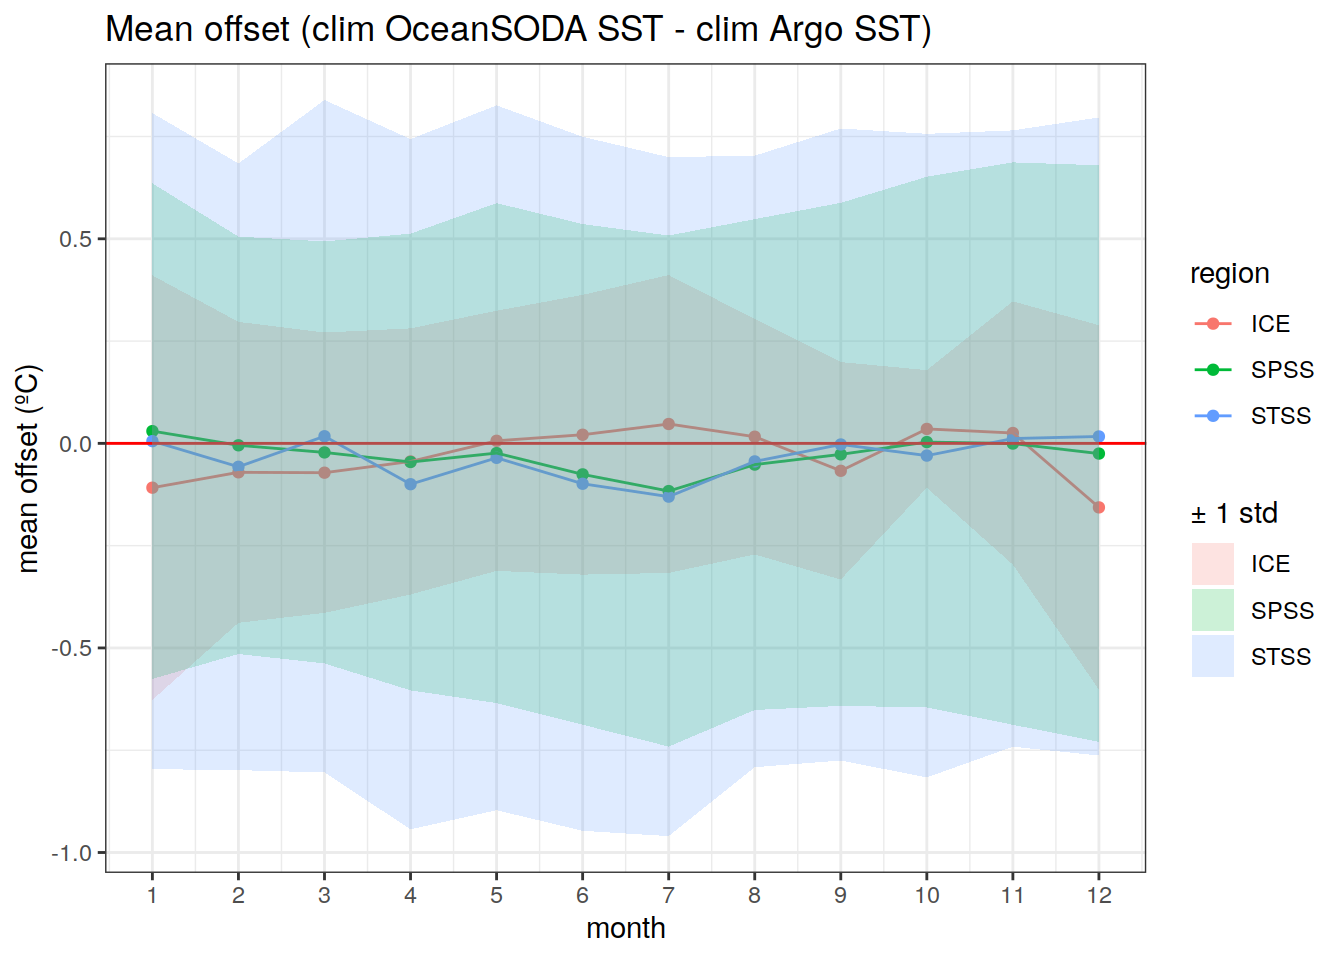 Mean offset (clim OceanSODA SST - clim Argo SST)
mean offset (ºC)
0.5
0.0
-0.5
-1.0
1 2 3 4 5 6 7 8 9 10 11 12
month
region
ICE
SPSS
STSS
± 1 std
ICE
SPSS
STSS